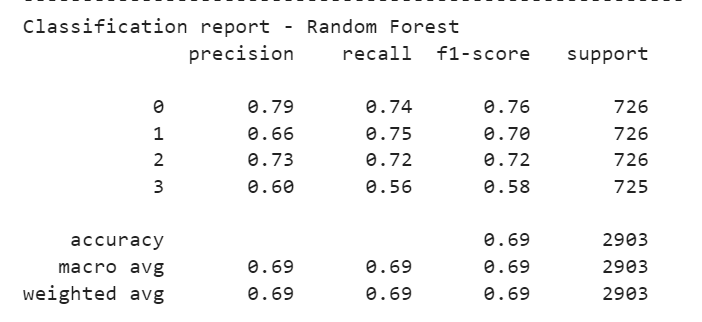 Classification report - Random Forest
precision recall f1-score support
0 0.79 0.74 0.76 726
1 0.66 0.75 0.70 726
2 0.73 0.72 0.72 726
3 0.60 0.56 0.58 725
accuracy 0.69 2903
macro avg 0.69 0.69 0.69 2903
weighted avg 0.69 0.69 0.69 2903